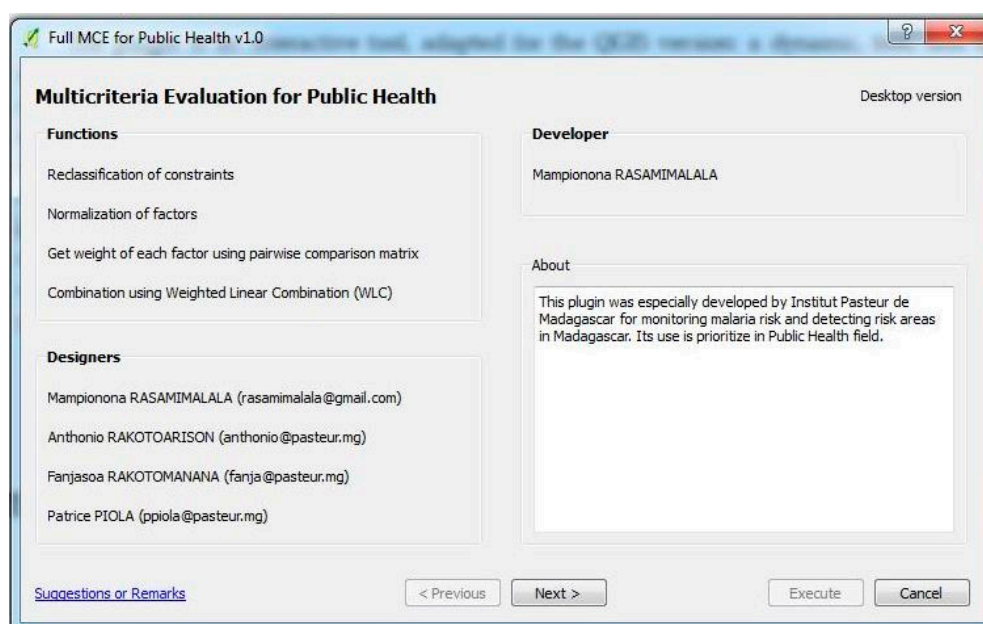 Full MCE for Public Health v1.0
Multicriteria Evaluation for Public Health
Desktop version
Functions
Reclassification of constraints
Normalization of factors
Get weight of each factor using pairwise comparison matrix
Combination using Weighted Linear Combination (WLC)
Designers
Mampionona RASAMIMALALA (rasamimalala@gmail.com)
Anthonio RAKOTOARISON (anthonio@pasteur.mg)
Fanjasoa RAKOTOMANANA (fanja@pasteur.mg)
Patrice PIOLA (ppiola@pasteur.mg)
Developer
Mampionona RASAMIMALALA
About
This plugin was especially developed by Institut Pasteur de
Madagascar for monitoring malaria risk and detecting risk areas
in Madagascar. Its use is prioritize in Public Health field.
Suggestions or Remarks
< Previous
Next >
Execute
Cancel